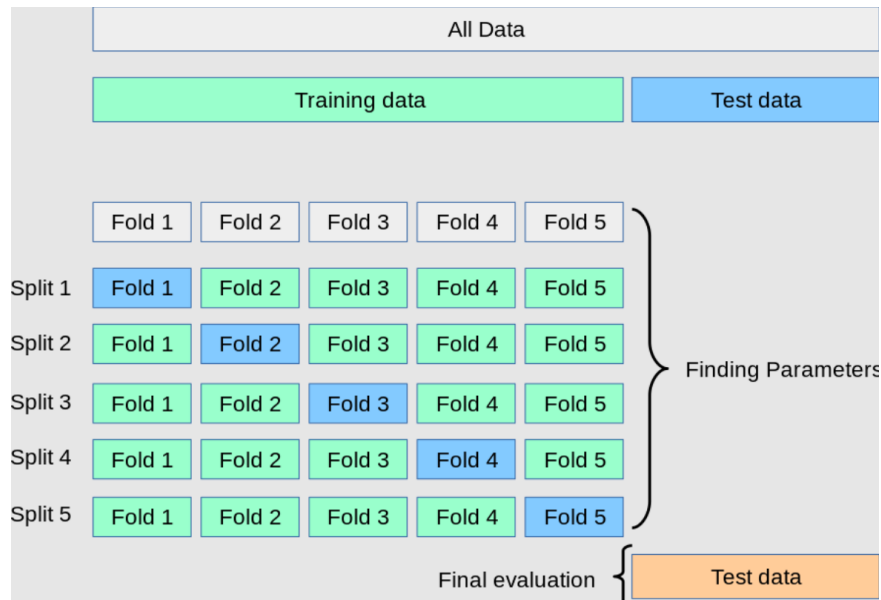 All Data
Training data Test data
Fold 1 Fold 2 Fold 3 Fold 4 Fold 5
Split 1 Fold 1 Fold 2 Fold 3 Fold 4 Fold 5
Split 2 Fold 1 Fold 2 Fold 3 Fold 4 Fold 5
Finding Parameters
Split 3 Fold 1 Fold 2 Fold 3 Fold 4 Fold 5
Split 4 Fold 1 Fold 2 Fold 3 Fold 4 Fold 5
Split 5 Fold 1 Fold 2 Fold 3 Fold 4 Fold 5
Final evaluation Test data